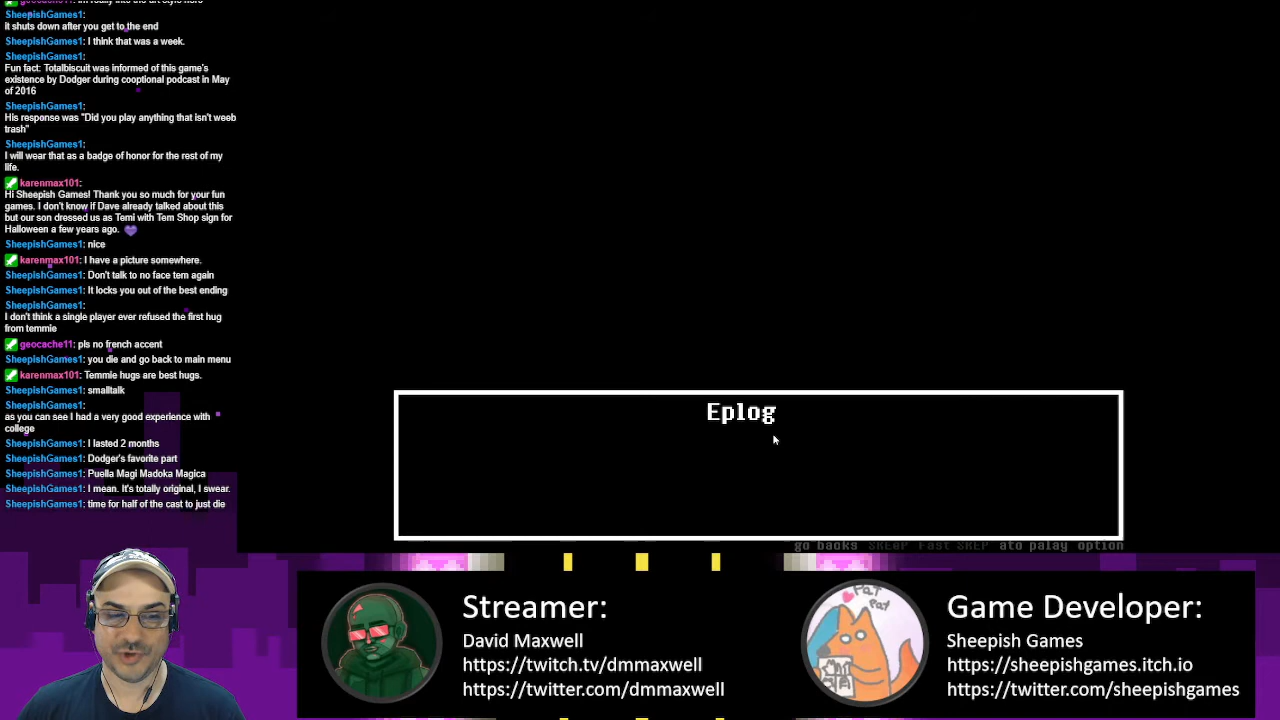 SheepishGames1:
it shuts down after you get to the end
SheepishGames1: I think that was a week.
SheepishGames1:
Fun fact: Totalbiscuit was informed of this game's
existence by Dodger during cooptional podcast in May
of 2016
SheepishGames1:
His response was "Did you play anything that isn't weeb
trash"
SheepishGames1:
I will wear that as a badge of honor for the rest of my
life.
karenmax101:
Hi Sheepish Games! Thank you so much for your fun
games. I don't know if Dave already talked about this
but our son dressed us as Temi with Tem Shop sign for
Halloween a few years ago.
SheepishGames1: nice
karenmax101: I have a picture somewhere.
SheepishGames1: Don't talk to no face tem again
SheepishGames1: It locks you out of the best ending
SheepishGames1:
I don't think a single player ever refused the first hug
from temmie
geocache11: pls no french accent
SheepishGames1: you die and go back to main menu
karenmax101: Temmie hugs are best hugs.
SheepishGames1: smalltalk
SheepishGames1:
as you can see I had a very good experience with
college
SheepishGames1: I lasted 2 months
SheepishGames1: Dodger's favorite part
SheepishGames1: Puella Magi Madoka Magica
SheepishGames1: I mean. It's totally original, I swear.
SheepishGames1: time for half of the cast to just die
Eplog
go backs SKEEP Fast SKEP ato palay option
Streamer:
David Maxwell
https://twitch.tv/dmmaxwell
https://twitter.com/dmmaxwell
PAT
Pat
Game Developer:
Sheepish Games
https://sheepishgames.itch.io
https://twitter.com/sheepishgames